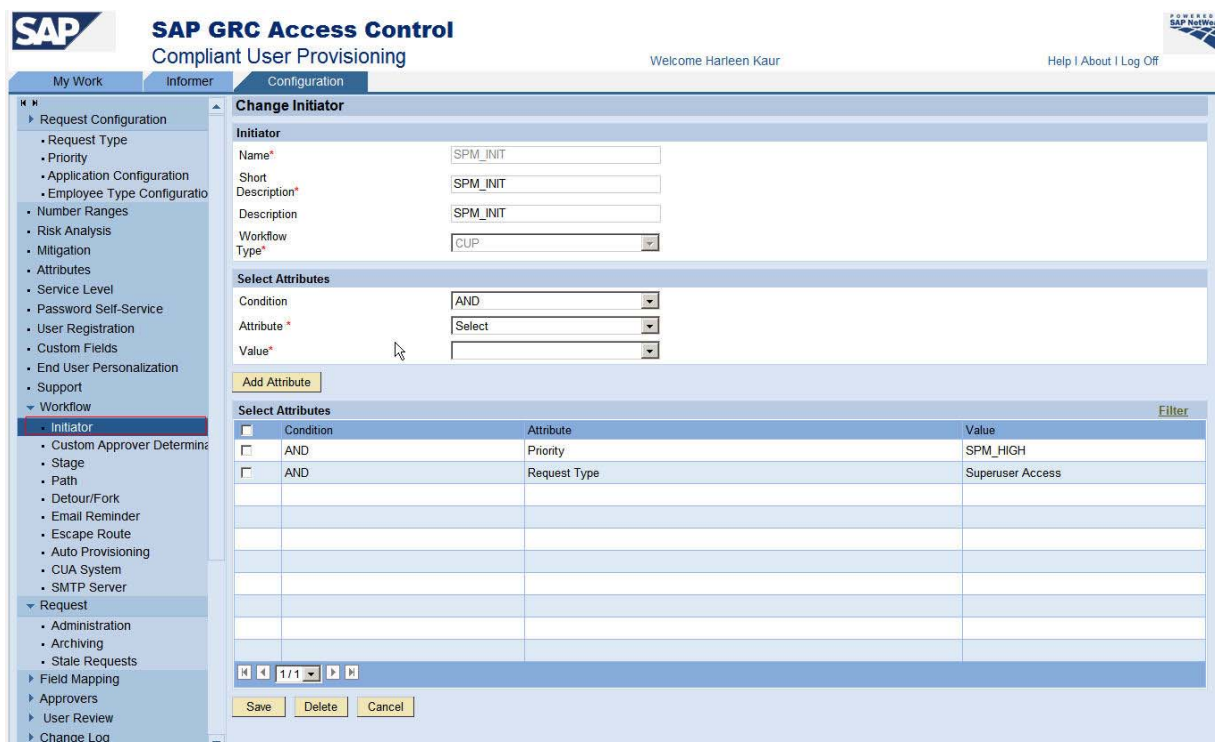 SAP
SAP GRC Access Control
Compliant User Provisioning
Welcome Harleen Kaur
Help | About | Log Off
POWERED
SAP NetWe
My Work
Informer
Configuration
Request Configuration
Request Type
Priority
Application Configuration
Employee Type Configuratio
Number Ranges
Risk Analysis
Mitigation
Attributes
Service Level
Password Self-Service
User Registration
Custom Fields
End User Personalization
Support
Workflow
Initiator
Custom Approver Determina
Stage
Path
Detour/Fork
Email Reminder
Escape Route
Auto Provisioning
CUA System
SMTP Server
Request
Administration
Archiving
Stale Requests
Field Mapping
Approvers
User Review
Change Log
Change Initiator
Initiator
Name* SPM_INIT
Short
Description* SPM_INIT
Description SPM_INIT
Workflow
Type* CUP
Select Attributes
Condition AND
Attribute * Select
Value*
Add Attribute
Select Attributes Filter
Condition Attribute Value
AND Priority SPM_HIGH
AND Request Type Superuser Access
1/1
Save Delete Cancel